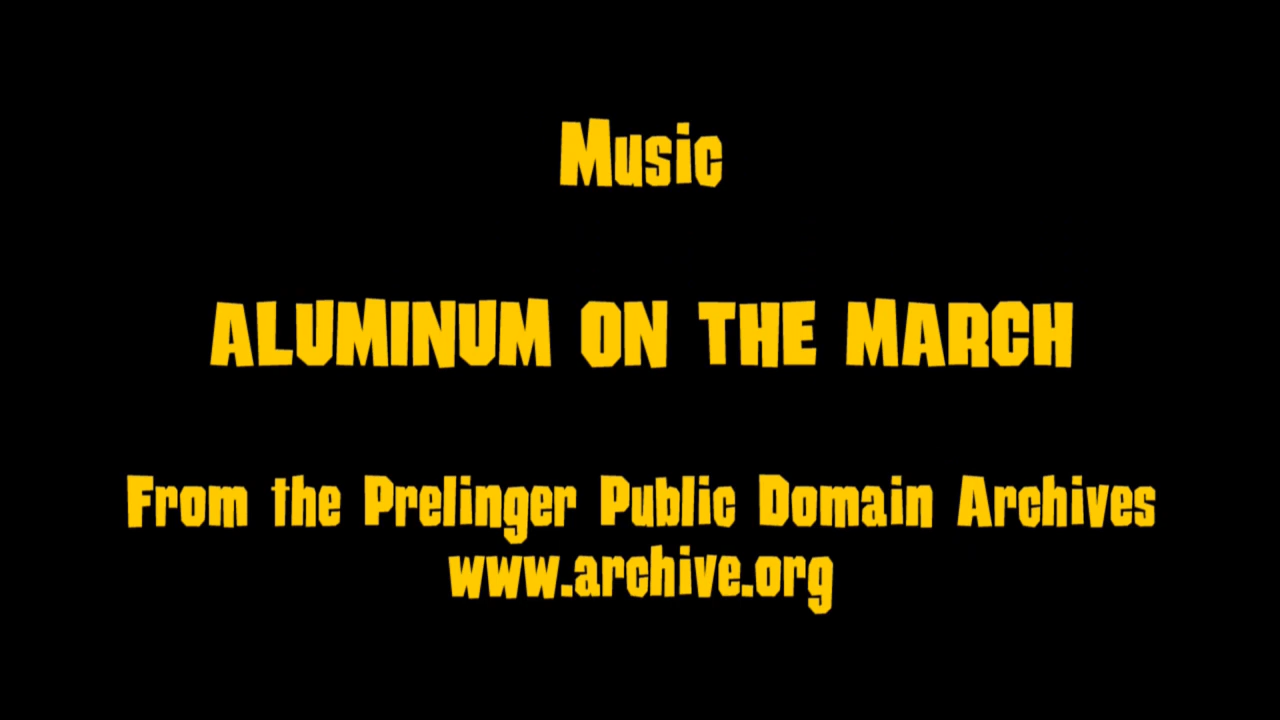 Music
ALUMINUM ON THE MARCH
From the Prelinger Public Domain Archives
www.archive.org